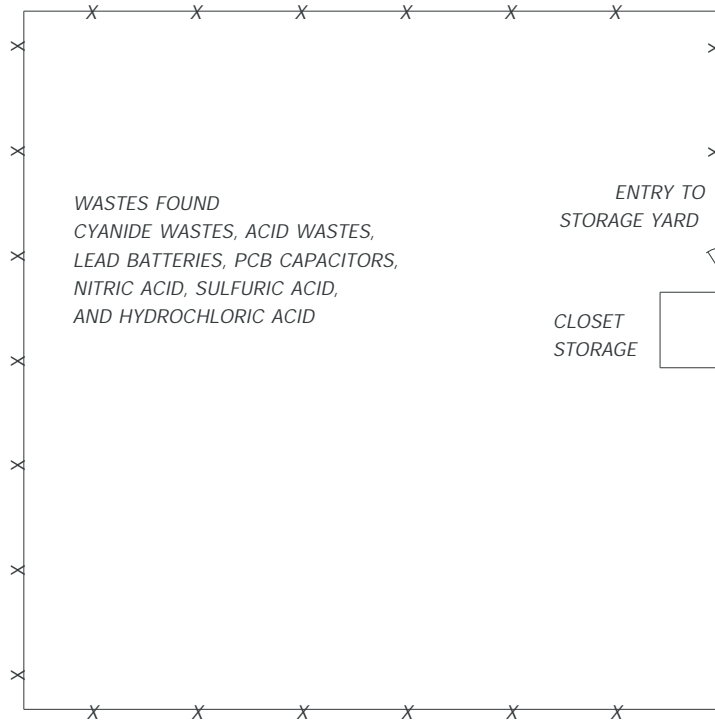 WASTES FOUND
CYANIDE WASTES, ACID WASTES,
LEAD BATTERIES, PCB CAPACITORS,
NITRIC ACID, SULFURIC ACID,
AND HYDROCHLORIC ACID
ENTRY TO
STORAGE YARD
CLOSET
STORAGE